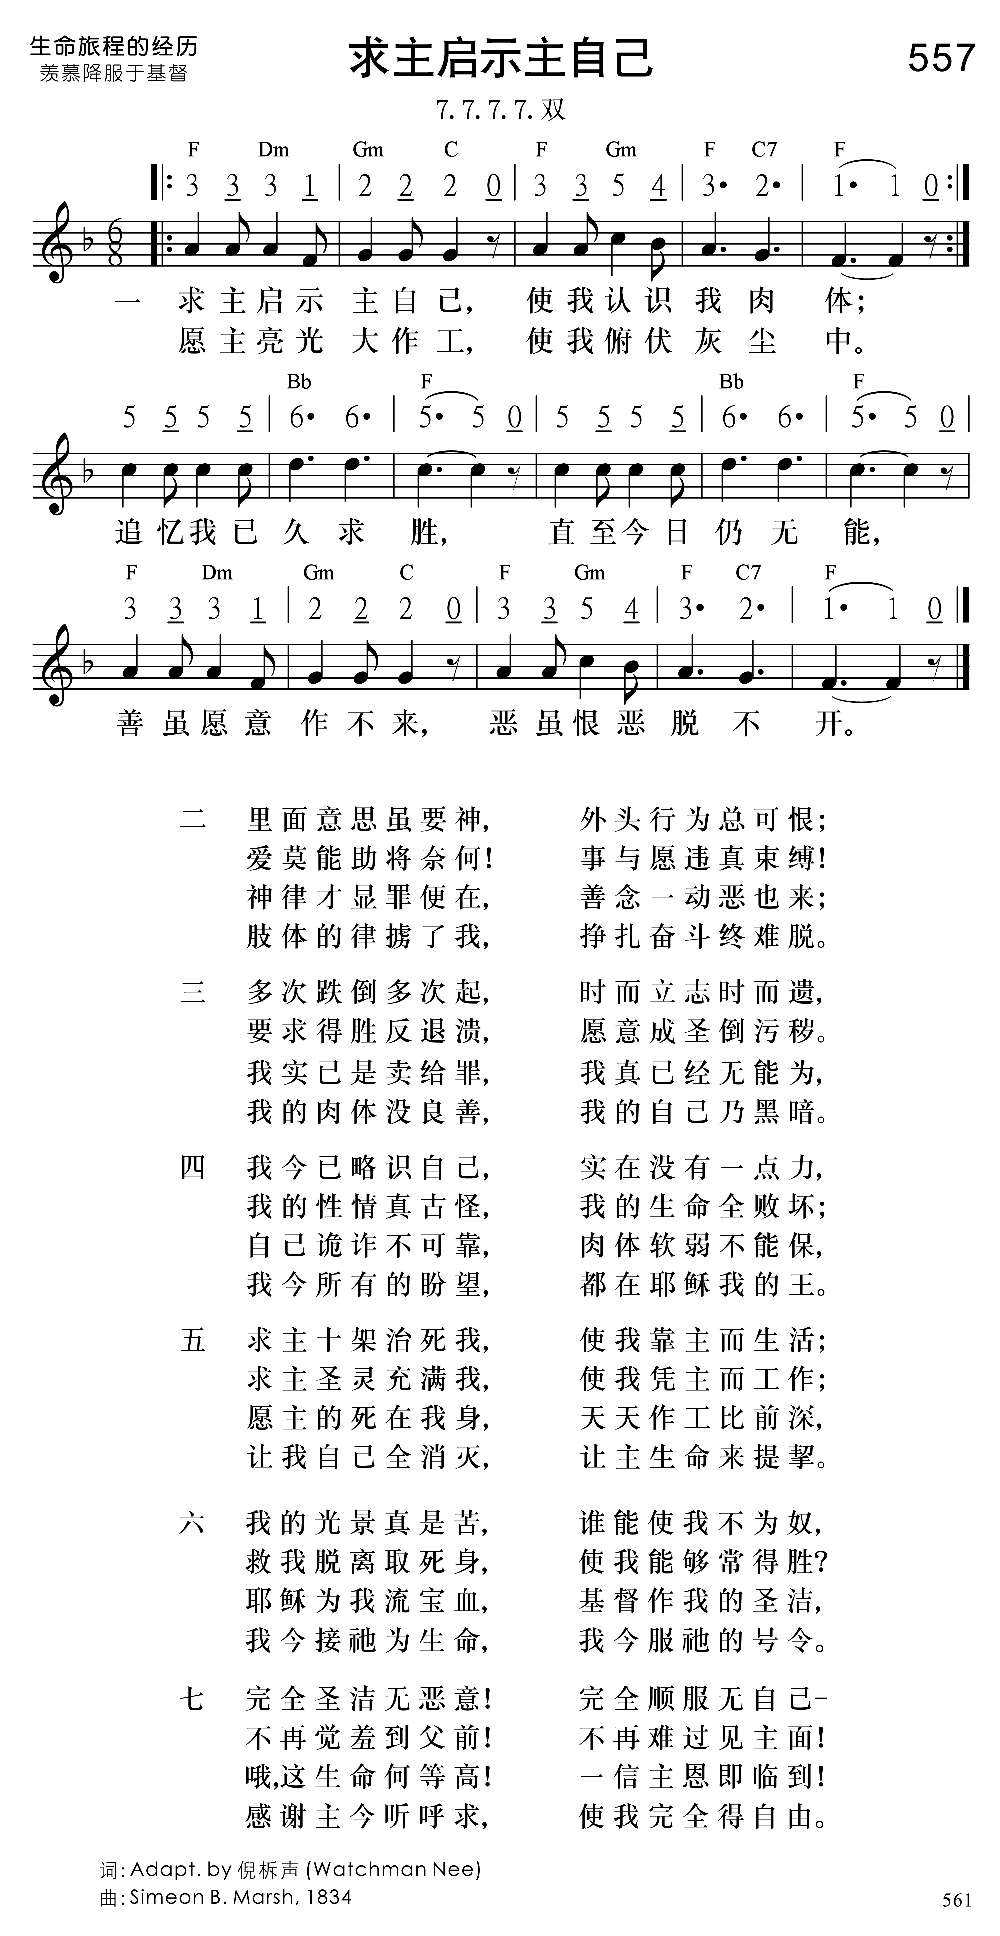 生命旅程的经历
羡慕降服于基督
求主启示主自己
557
7.7.7.7.双
F Dm Gm C F Gm F C7 F
3 3 3 1 | 2 2 2 0 | 3 3 5 4 | 3• 2• | 1• 1 0
一 求主启示主自己, 使我认识我肉体;
愿主亮光大作工, 使我俯伏灰尘中。
Bb F Bb F
5 5 5 5 | 6• 6• | 5• 5 0 | 5 5 5 5 | 6• 6• | 5• 5 0 |
追忆我已久求胜, 直至今日仍无能,
F Dm Gm C F Gm F C7 F
3 3 3 1 | 2 2 2 0 | 3 3 5 4 | 3• 2• | 1• 1 0
善虽愿意作不来, 恶虽恨恶脱不开。
二 里面意思虽要神, 外头行为总可恨;
爱莫能助将奈何! 事与愿违真束缚!
神律才显罪便在, 善念一动恶也来;
肢体的律掳了我, 挣扎奋斗终难脱。
三 多次跌倒多次起, 时而立志时而遗,
要求得胜反退溃, 愿意成圣倒污秽。
我实已是卖给罪, 我真已经无能为,
我的肉体没良善, 我的自己乃黑暗。
四 我今已略识自己, 实在没有一点力,
我的性情真古怪, 我的生命全败坏;
自己诡诈不可靠, 肉体软弱不能保,
我今所有的盼望, 都在耶稣我的王。
五 求主十架治死我, 使我靠主而生活;
求主圣灵充满我, 使我凭主而工作;
愿主的死在我身, 天天作工比前深,
让我自己全消灭, 让主生命来提挈。
六 我的光景真是苦, 谁能使我不为奴,
救我脱离取死身, 使我能够常得胜?
耶稣为我流宝血, 基督作我的圣洁,
我今接祂为生命, 我今服祂的号令。
七 完全圣洁无恶意! 完全顺服无自己-
不再觉羞到父前! 不再难过见主面!
哦,这生命何等高! 一信主恩即临到!
感谢主今听呼求, 使我完全得自由。
词: Adapt. by 倪柝声 (Watchman Nee)
曲: Simeon B. Marsh, 1834
561